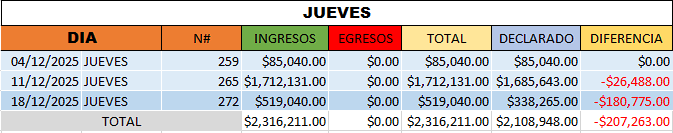 JUEVES
DIA N# INGRESOS EGRESOS TOTAL DECLARADO DIFERENCIA
04/12/2025 JUEVES 259 $85,040.00 $0.00 $85,040.00 $85,040.00 $0.00
11/12/2025 JUEVES 265 $1,712,131.00 $0.00 $1,712,131.00 $1,685,643.00 -$26,488.00
18/12/2025 JUEVES 272 $519,040.00 $0.00 $519,040.00 $338,265.00 -$180,775.00
TOTAL $2,316,211.00 $0.00 $2,316,211.00 $2,108,948.00 -$207,263.00